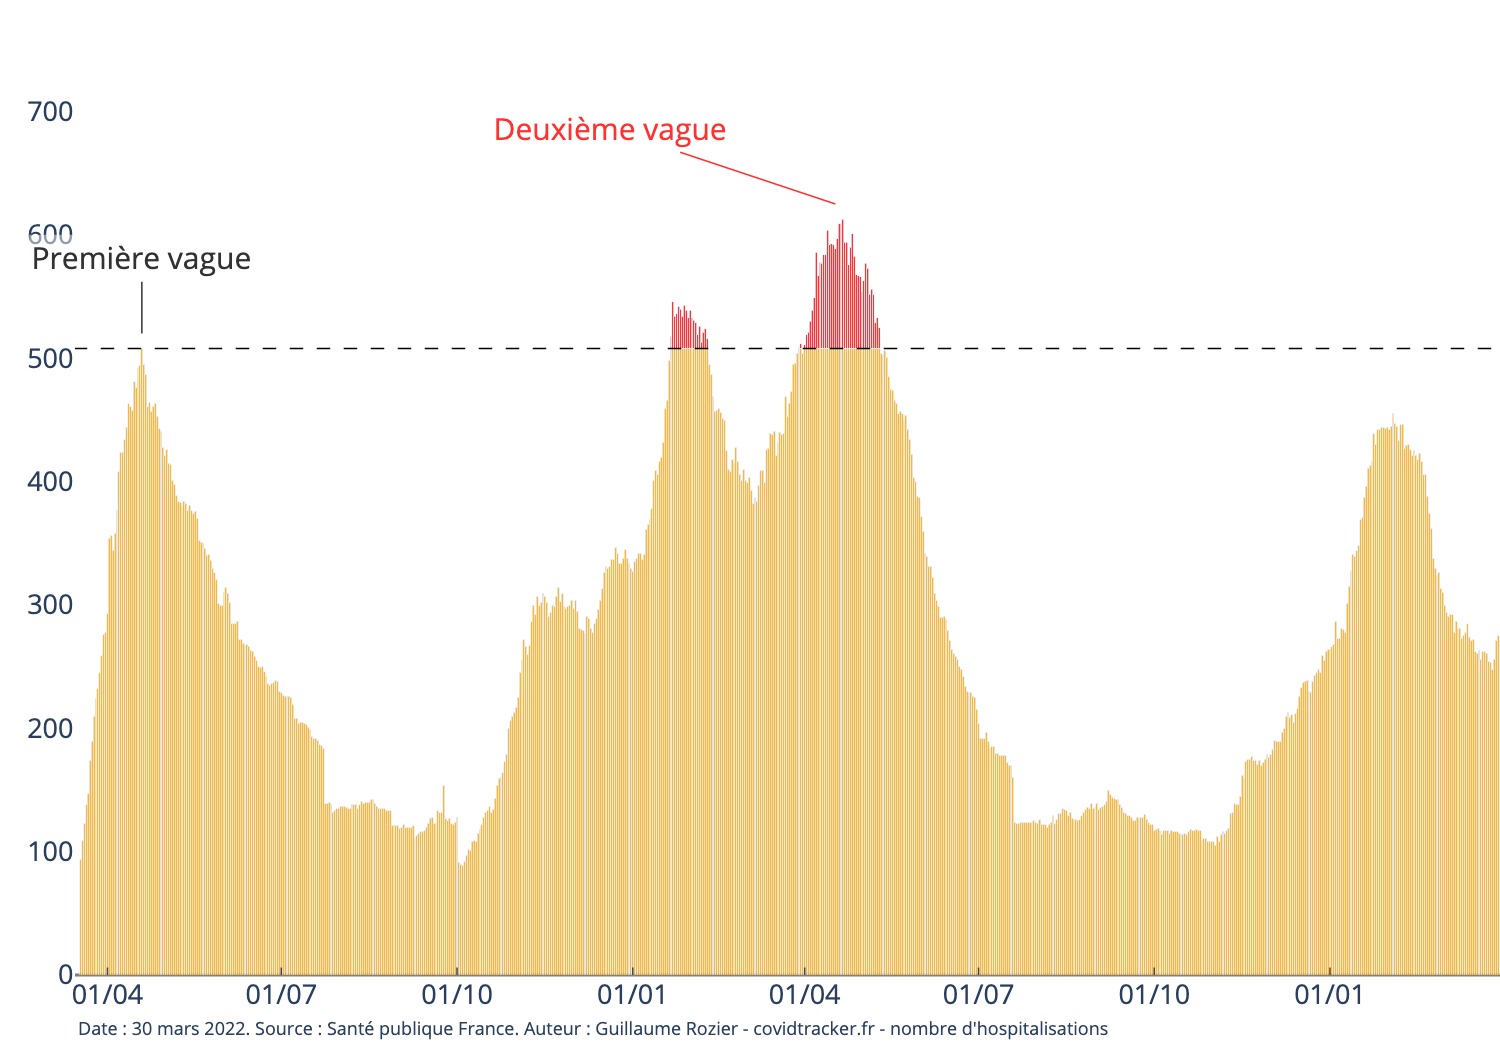 700
Deuxième vague
600
Première vague
500
400
300
200
100
0
01/04 01/07 01/10 01/01 01/04 01/07 01/10 01/01
Date : 30 mars 2022. Source : Santé publique France. Auteur : Guillaume Rozier - covidtracker.fr - nombre d'hospitalisations